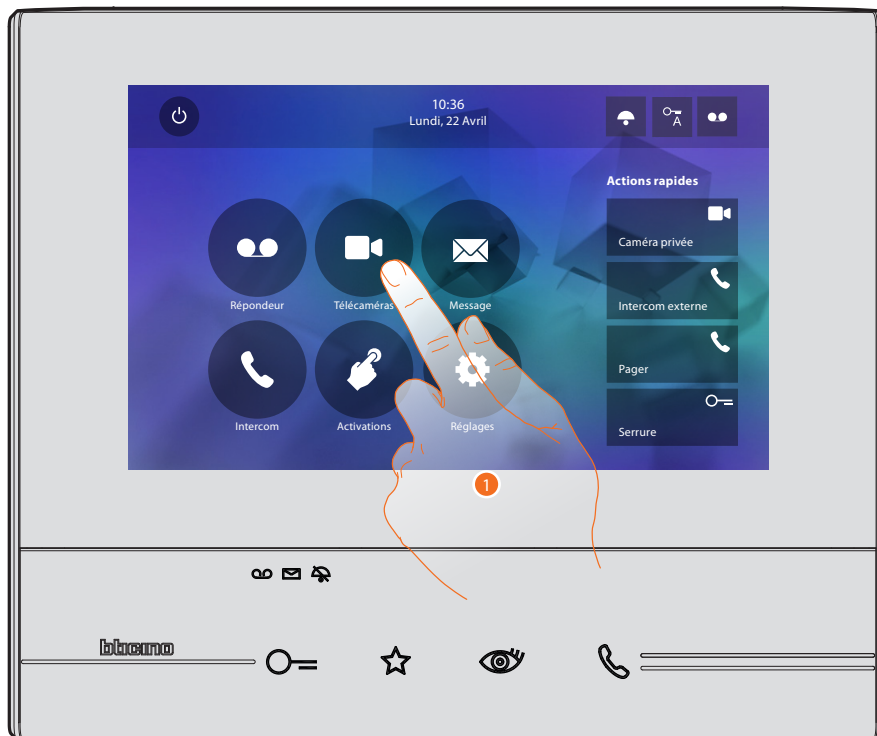 10:36
Lundi, 22 Avril
A
Actions rapides
Caméra privée
Répondeur
Télécaméras
Message
Intercom externe
Pager
Intercom
Activations
Réglages
Serrure
1
bticino